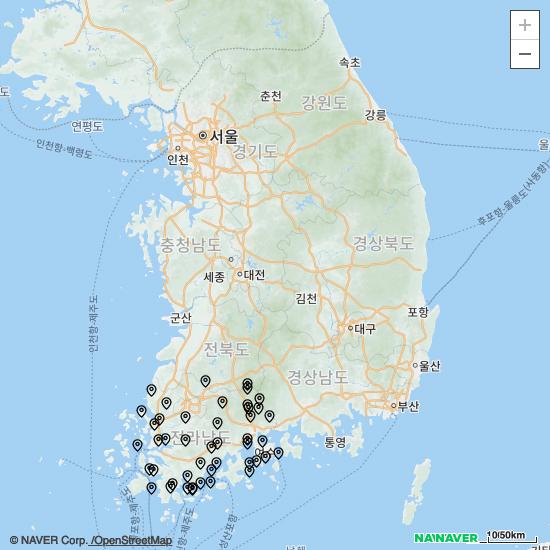 +
−
속초
춘천
강원도
강릉
도
연평도
서울
인천
경기도
인천항-백령도
울
후포항-울릉도(사동항)
충청남도
경상북도
세종
대전
김천
군산
포항
인천항-제주도
대구
전북도
경상남도
울산
부산
전라남도
여수
통영
목포항-제주도
© NAVER Corp. /OpenStreetMap
NAVER
10/50km